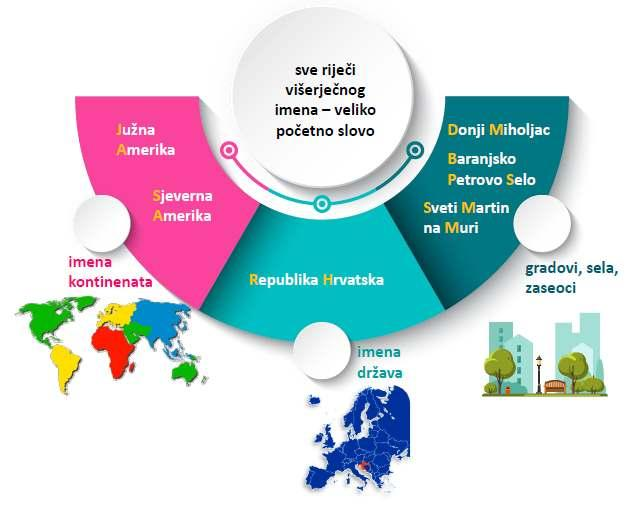 sve riječi
višerječnog
imena – veliko
početno slovo
Južna
Amerika
Sjeverna
Amerika
imena
kontinenata
Republika Hrvatska
imena
država
Donji Miholjac
Baranjsko
Petrovo Selo
Sveti Martin
na Muri
gradovi, sela,
zaseoci